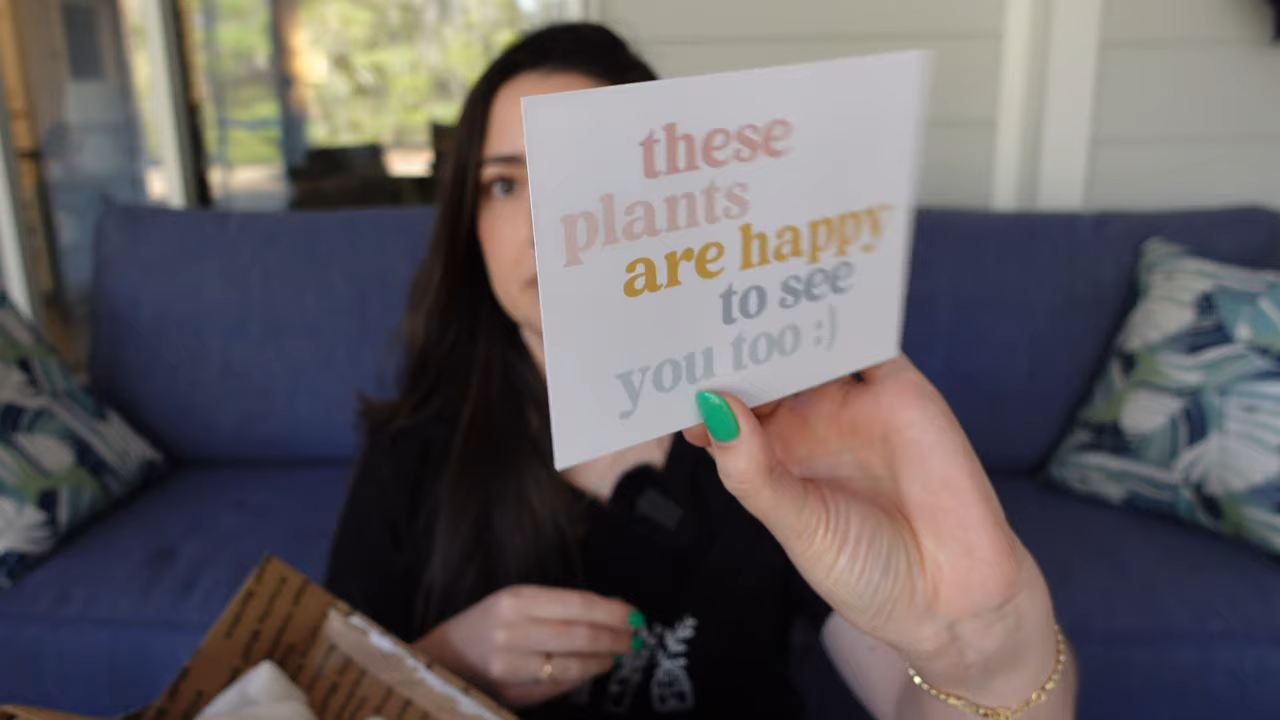 these
plants
are happy
to see
you too :)